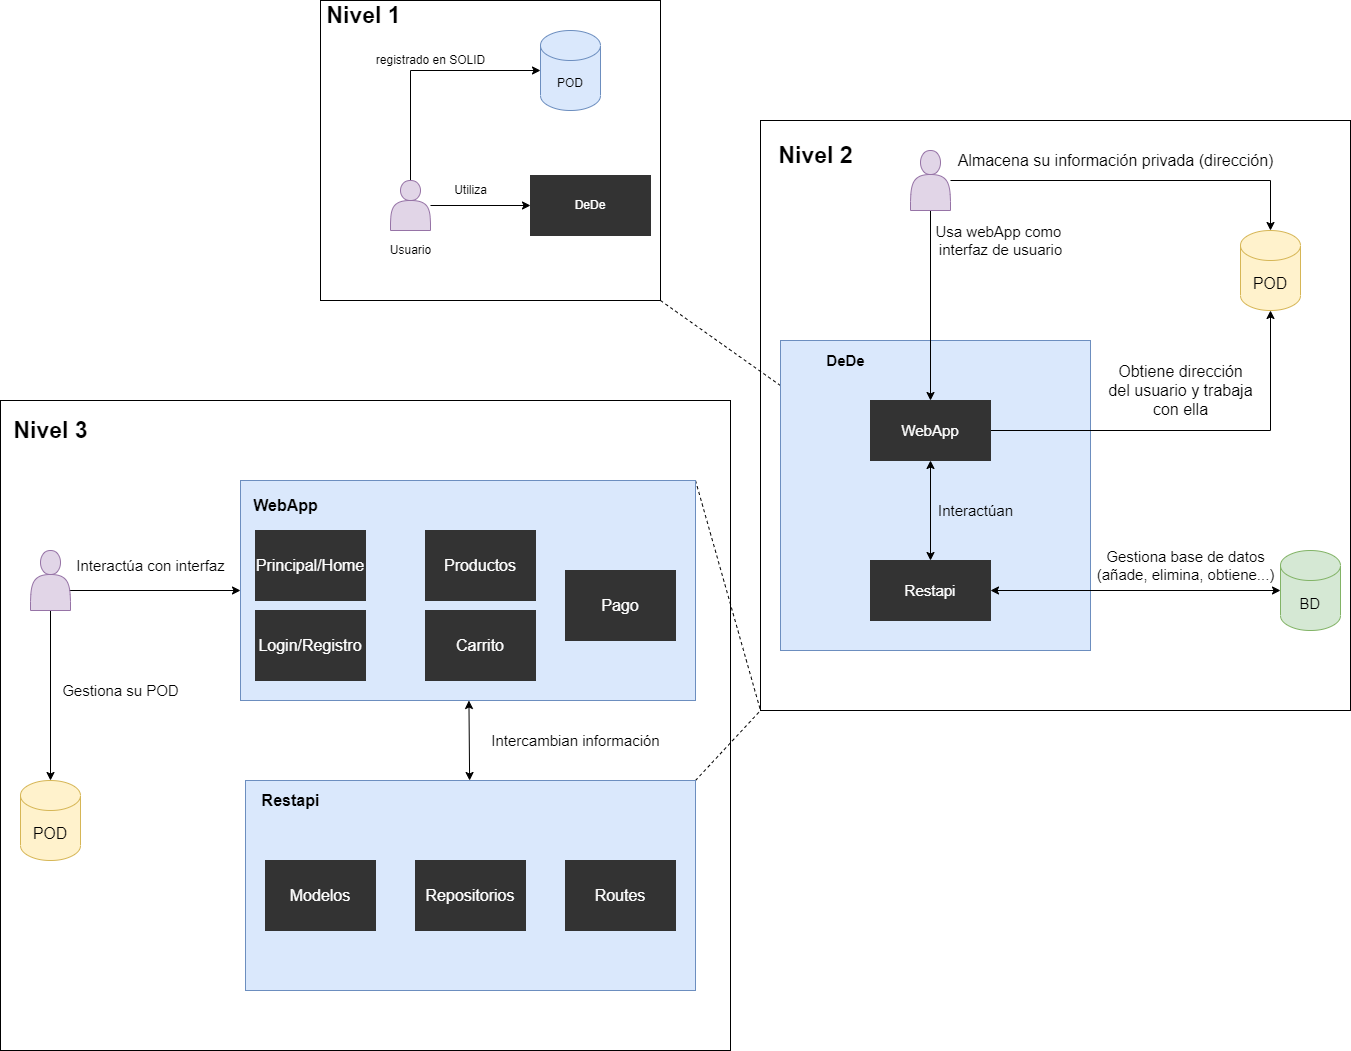 Nivel 1
registrado en SOLID
POD
Utiliza
DeDe
Usuario
Nivel 2
Almacena su información privada (dirección)
Usa webApp como
interfaz de usuario
POD
DeDe
Obtiene dirección
del usuario y trabaja
con ella
WebApp
Interactúan
Gestiona base de datos
(añade, elimina, obtiene...)
Restapi
BD
Nivel 3
WebApp
Interactúa con interfaz
Principal/Home
Productos
Pago
Login/Registro
Carrito
Gestiona su POD
Intercambian información
POD
Restapi
Modelos
Repositorios
Routes